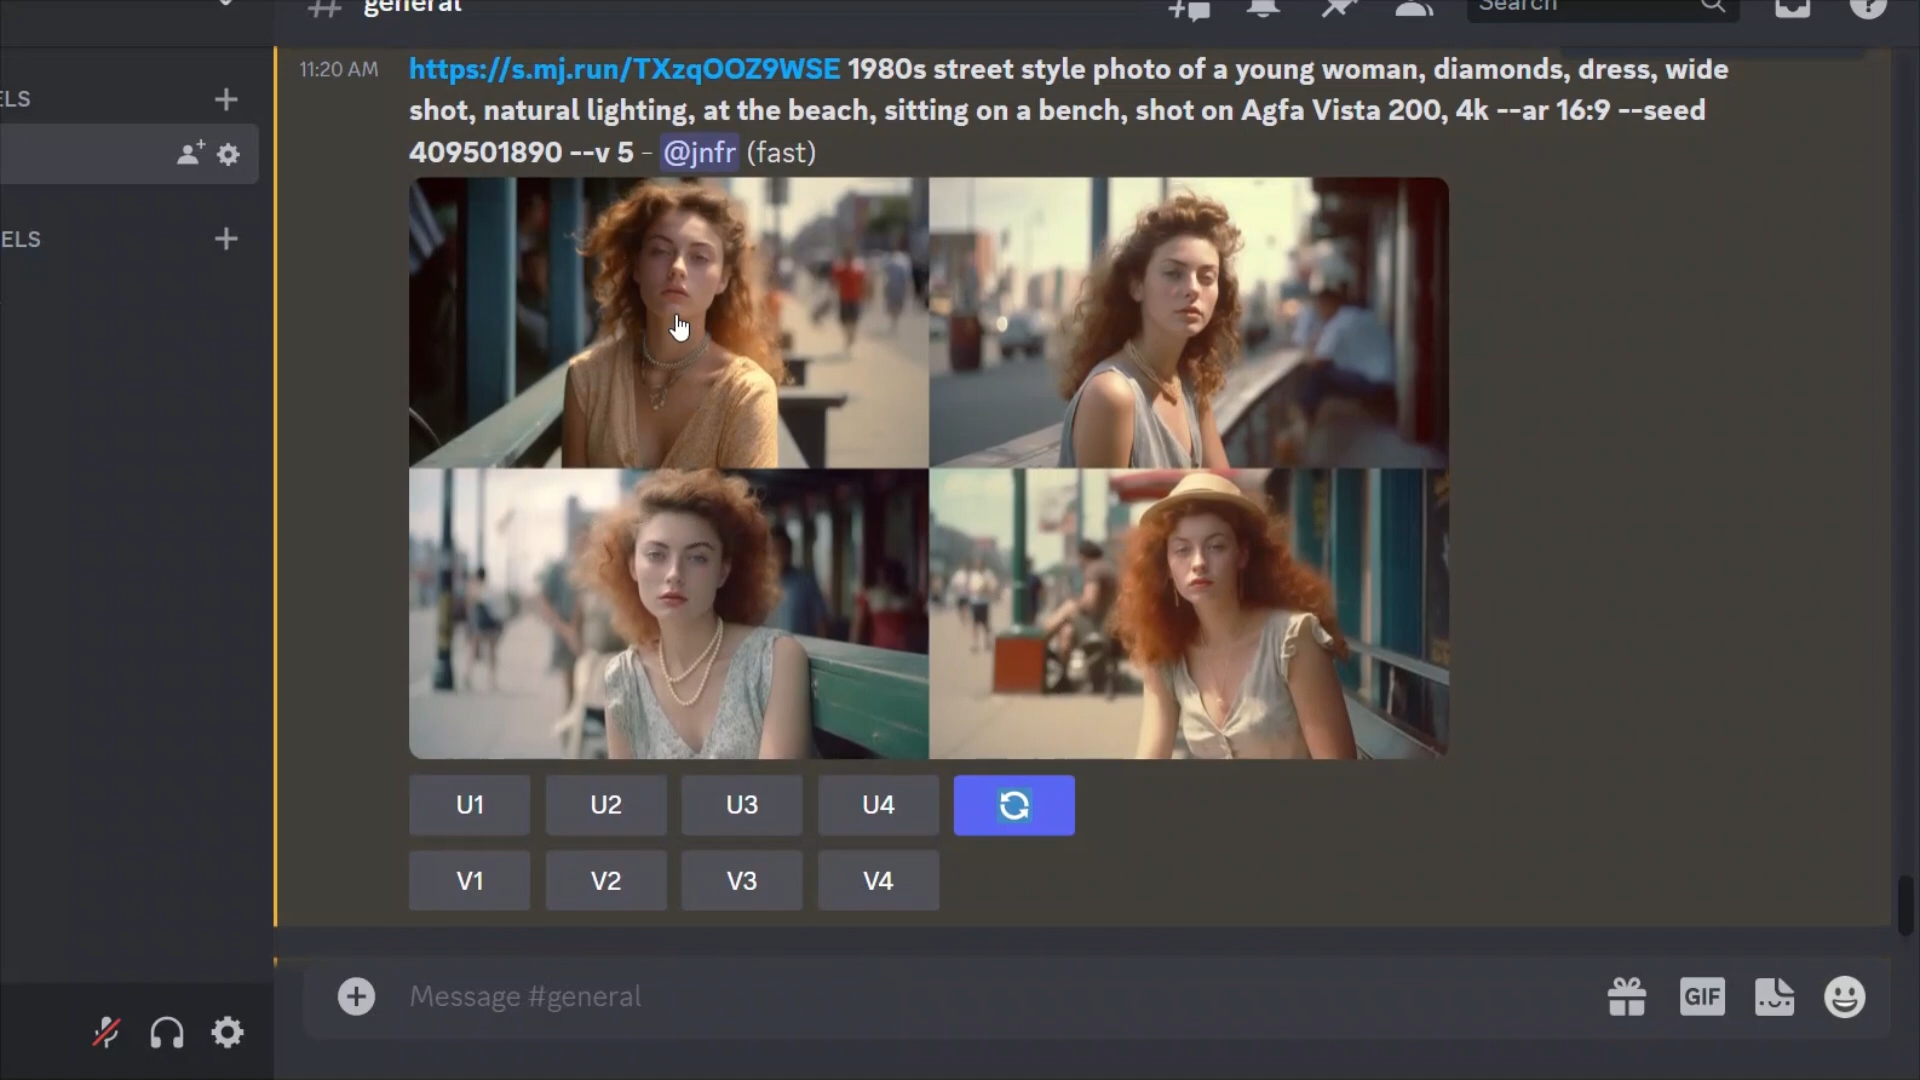 general
Search
11:20 AM
https://s.mj.run/TXzqOOZ9WSE 1980s street style photo of a young woman, diamonds, dress, wide
shot, natural lighting, at the beach, sitting on a bench, shot on Agfa Vista 200, 4k --ar 16:9 --seed
409501890 --v 5 - @jnfr (fast)
ELS
ELS
U1 U2 U3 U4
V1 V2 V3 V4
Message #general
GIF